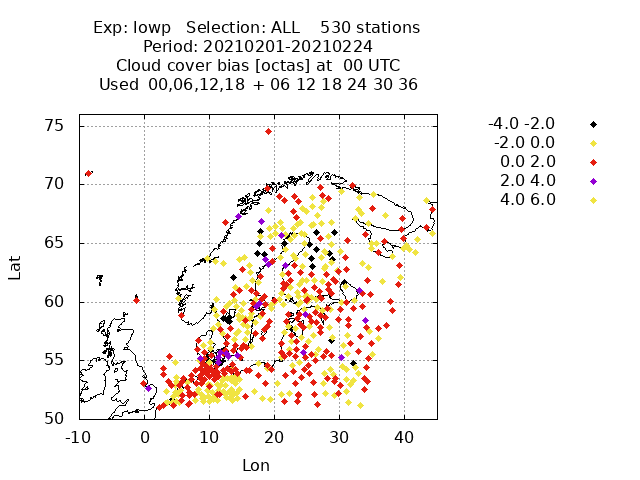 Exp: lowp   Selection: ALL    530 stations
Period: 20210201-20210224
Cloud cover bias [octas] at  00 UTC
Used 00,06,12,18 + 06 12 18 24 30 36
-4.0 -2.0
-2.0 0.0
0.0 2.0
2.0 4.0
4.0 6.0
75
70
65
60
55
50
Lat
-10 0 10 20 30 40
Lon